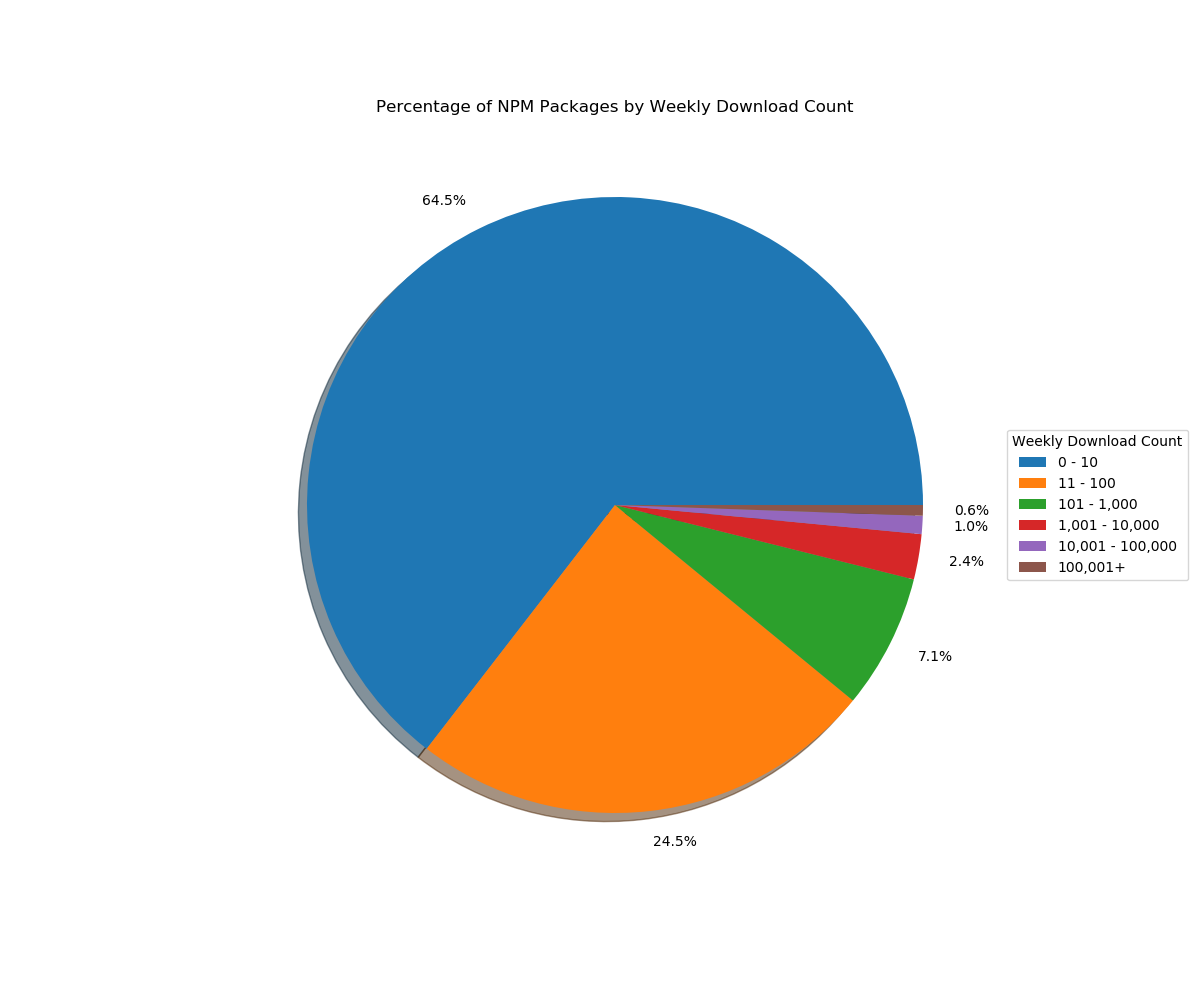 Percentage of NPM Packages by Weekly Download Count
64.5%
0.6%
1.0%
2.4%
7.1%
24.5%
Weekly Download Count
0 - 10
11 - 100
101 - 1,000
1,001 - 10,000
10,001 - 100,000
100,001+